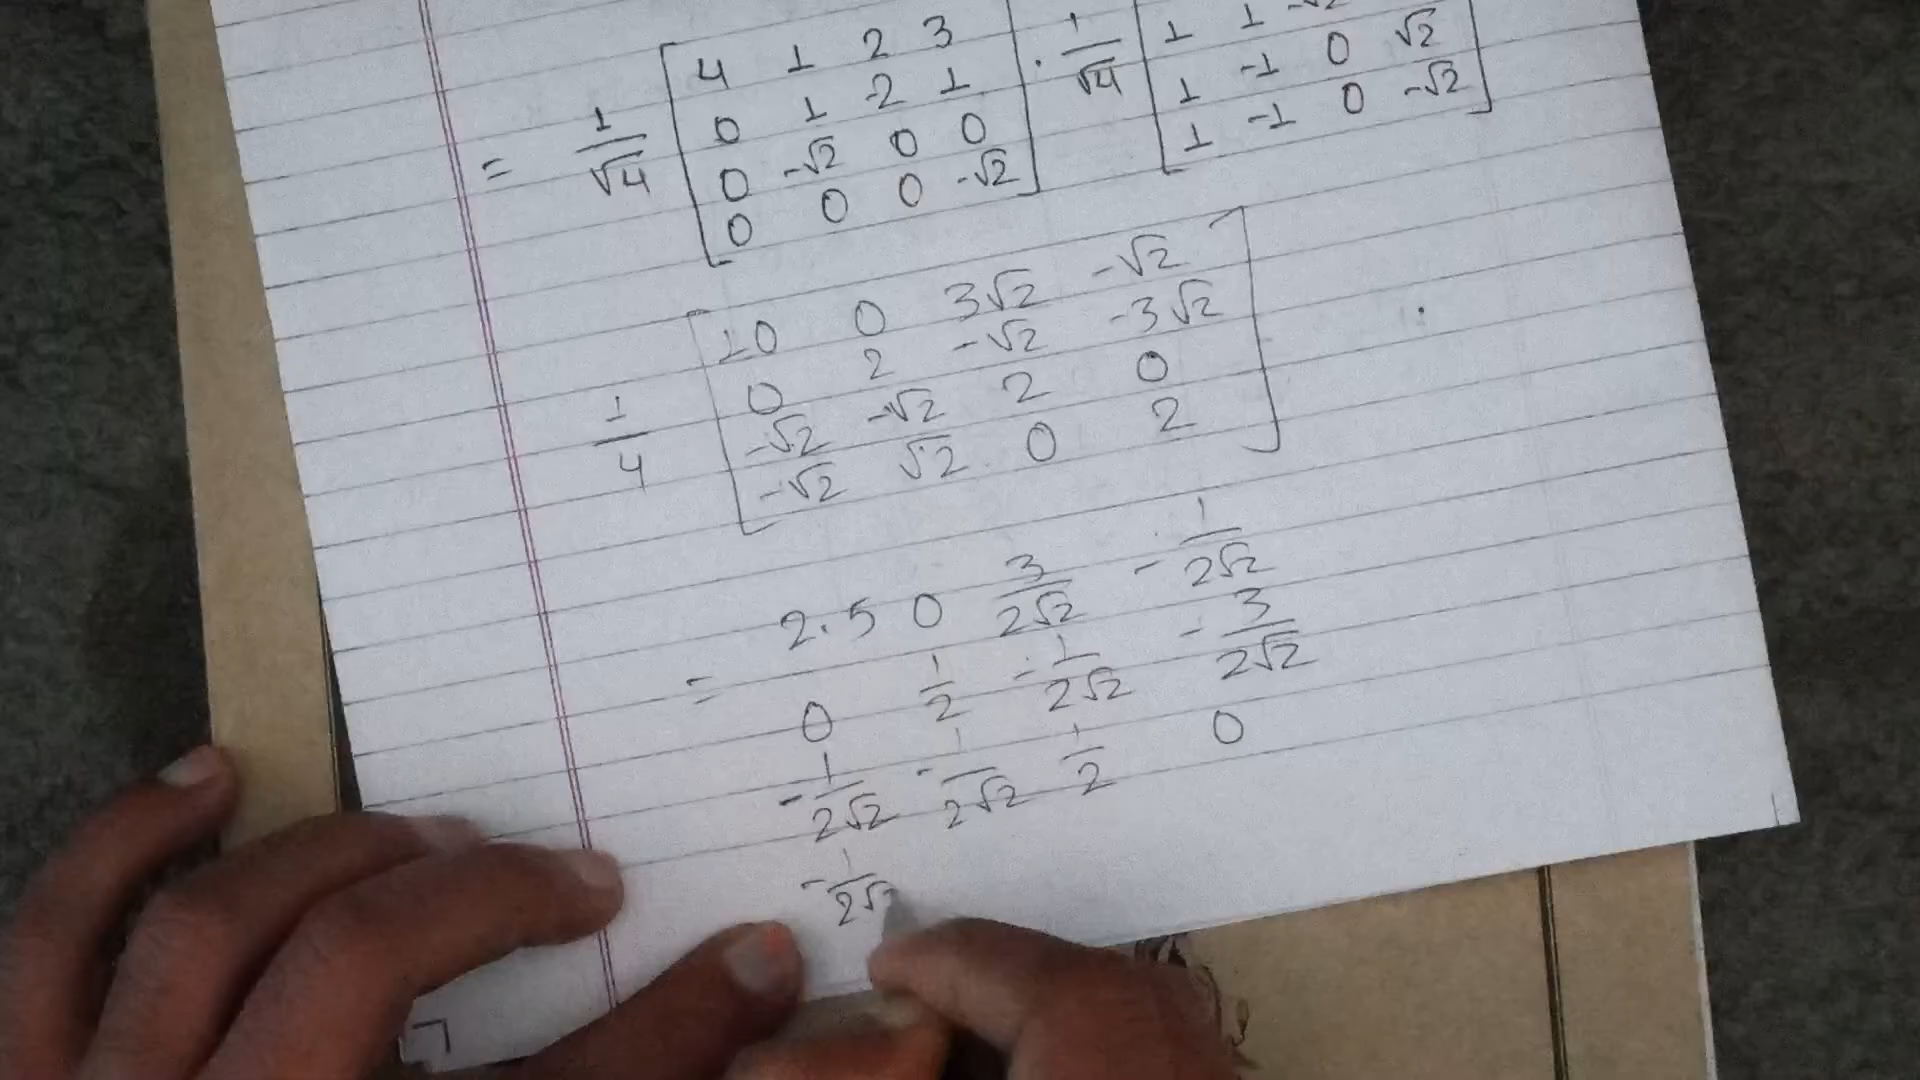 4 1 2 3
1 1 -√2
= 1/√4 [ 0 1 -2 1 ] · 1/√4 [ 1 -1 0 √2 ]
0 -√2 0 0
1 -1 0 -√2
0 0 0 -√2
10 0 3√2 -√2
0 2 -√2 -3√2
1/4 [ -√2 -√2 2 0 ]
-√2 √2 0 2
2.5 0 3/2√2 -1/2√2
= 0 1/2 -1/2√2 -3/2√2
-1/2√2 -1/2√2 1/2 0
-1/2√2